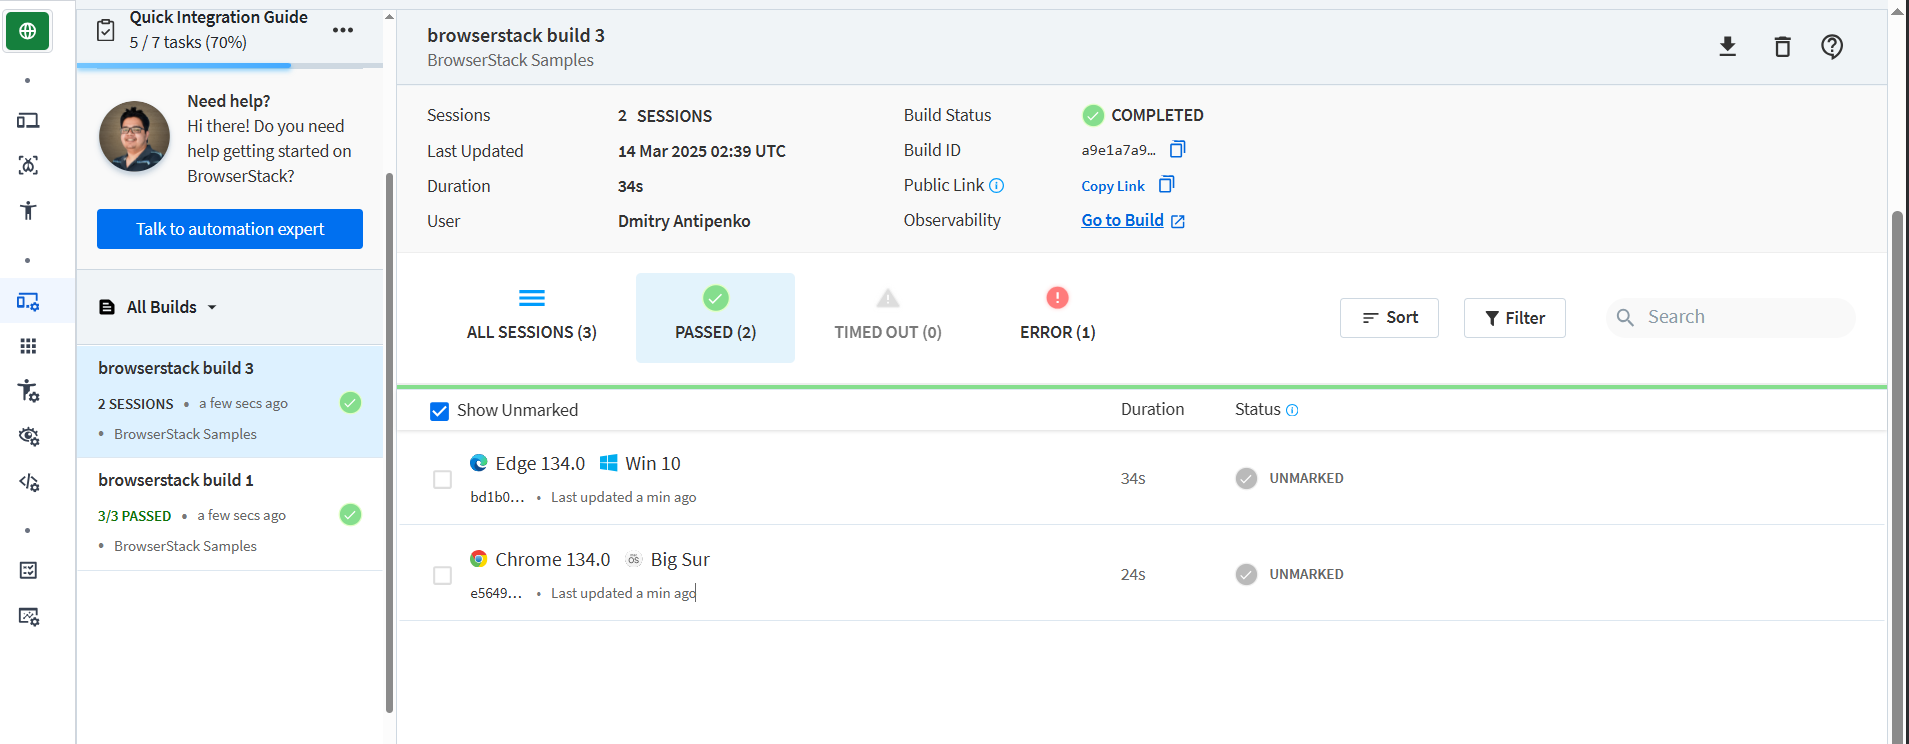 Quick Integration Guide
5 / 7 tasks (70%)
Need help?
Hi there! Do you need
help getting started on
BrowserStack?
Talk to automation expert
All Builds
browserstack build 3
2 SESSIONS • a few secs ago
• BrowserStack Samples
browserstack build 1
3/3 PASSED • a few secs ago
• BrowserStack Samples
browserstack build 3
BrowserStack Samples
Sessions 2 SESSIONS Build Status COMPLETED
Last Updated 14 Mar 2025 02:39 UTC Build ID a9e1a7a9...
Duration 34s Public Link Copy Link
User Dmitry Antipenko Observability Go to Build
ALL SESSIONS (3) PASSED (2) TIMED OUT (0) ERROR (1) Sort Filter Search
Show Unmarked Duration Status
Edge 134.0 Win 10
34s UNMARKED
bd1b0... • Last updated a min ago
Chrome 134.0 Big Sur
24s UNMARKED
e5649... • Last updated a min ago